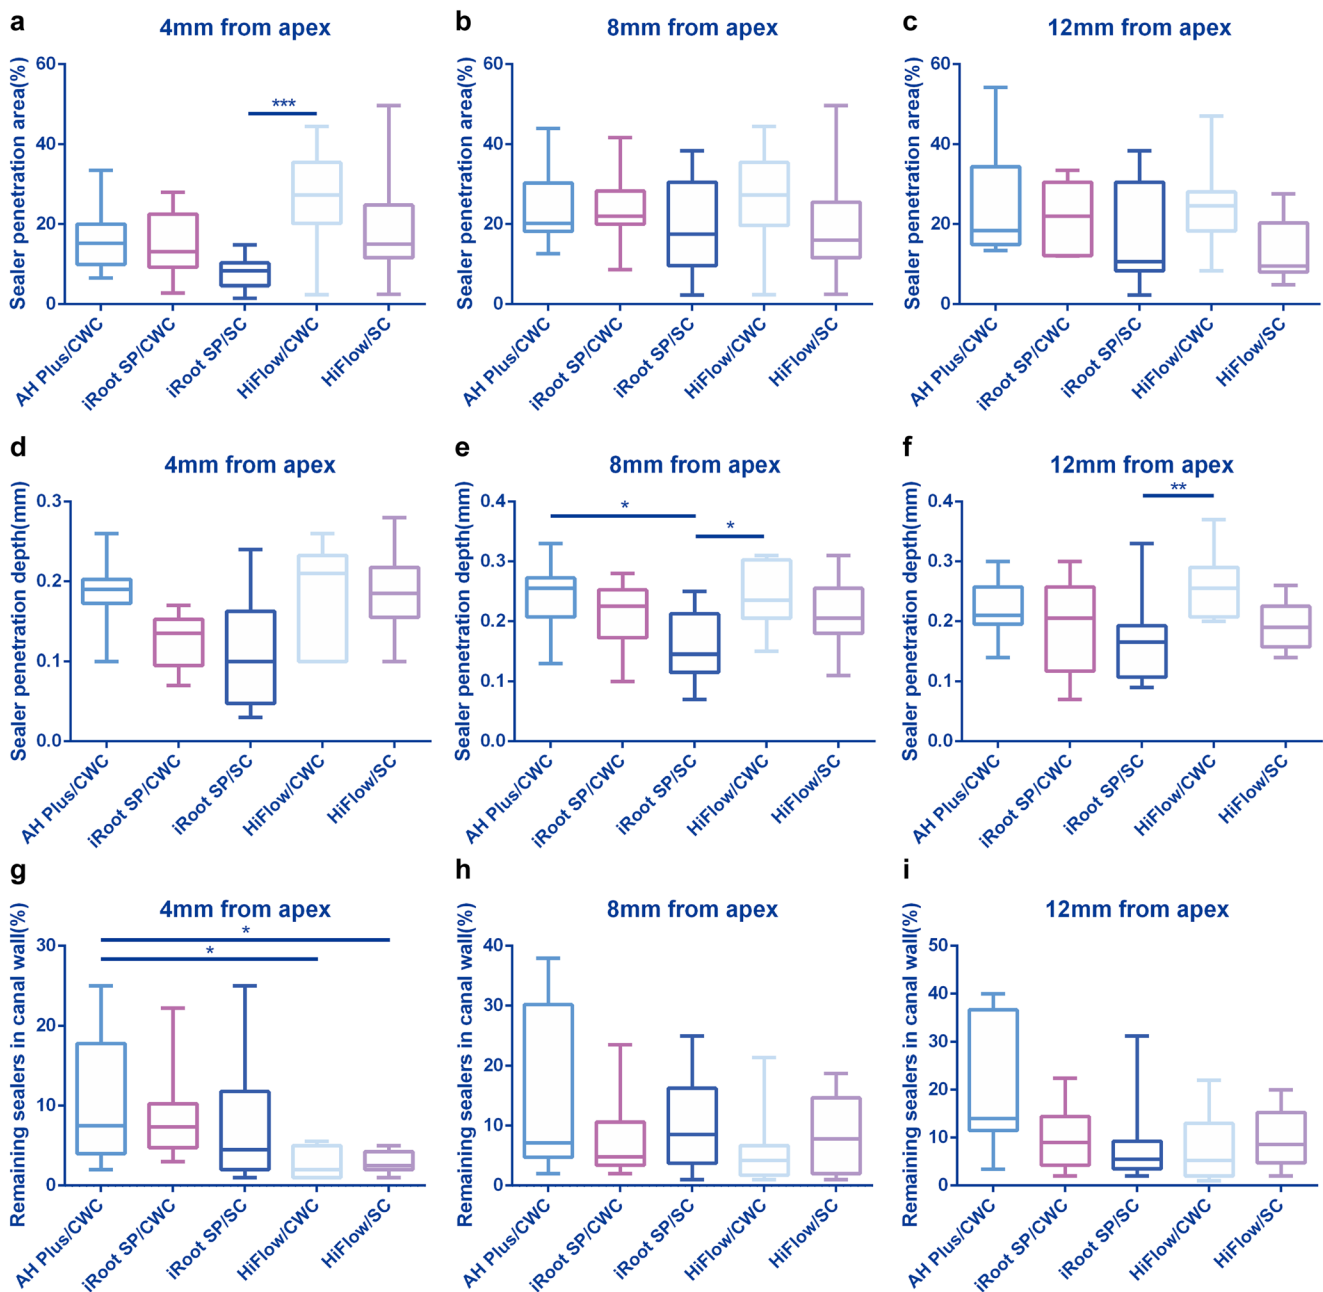 a
4mm from apex
Sealer penetration area(%)
60
40
20
0
***
AH Plus/CWC
iRoot SP/CWC
iRoot SP/SC
HiFlow/CWC
HiFlow/SC
b
8mm from apex
Sealer penetration area(%)
60
40
20
0
AH Plus/CWC
iRoot SP/CWC
iRoot SP/SC
HiFlow/CWC
HiFlow/SC
c
12mm from apex
Sealer penetration area(%)
60
40
20
0
AH Plus/CWC
iRoot SP/CWC
iRoot SP/SC
HiFlow/CWC
HiFlow/SC
d
4mm from apex
Sealer penetration depth(mm)
0.3
0.2
0.1
0.0
AH Plus/CWC
iRoot SP/CWC
iRoot SP/SC
HiFlow/CWC
HiFlow/SC
e
8mm from apex
Sealer penetration depth(mm)
0.4
0.3
0.2
0.1
0.0
*
*
AH Plus/CWC
iRoot SP/CWC
iRoot SP/SC
HiFlow/CWC
HiFlow/SC
f
12mm from apex
Sealer penetration depth(mm)
0.4
0.3
0.2
0.1
0.0
**
AH Plus/CWC
iRoot SP/CWC
iRoot SP/SC
HiFlow/CWC
HiFlow/SC
g
4mm from apex
Remaining sealers in canal wall(%)
30
20
10
0
*
*
AH Plus/CWC
iRoot SP/CWC
iRoot SP/SC
HiFlow/CWC
HiFlow/SC
h
8mm from apex
Remaining sealers in canal wall(%)
40
30
20
10
0
AH Plus/CWC
iRoot SP/CWC
iRoot SP/SC
HiFlow/CWC
HiFlow/SC
i
12mm from apex
Remaining sealers in canal wall(%)
50
40
30
20
10
0
AH Plus/CWC
iRoot SP/CWC
iRoot SP/SC
HiFlow/CWC
HiFlow/SC